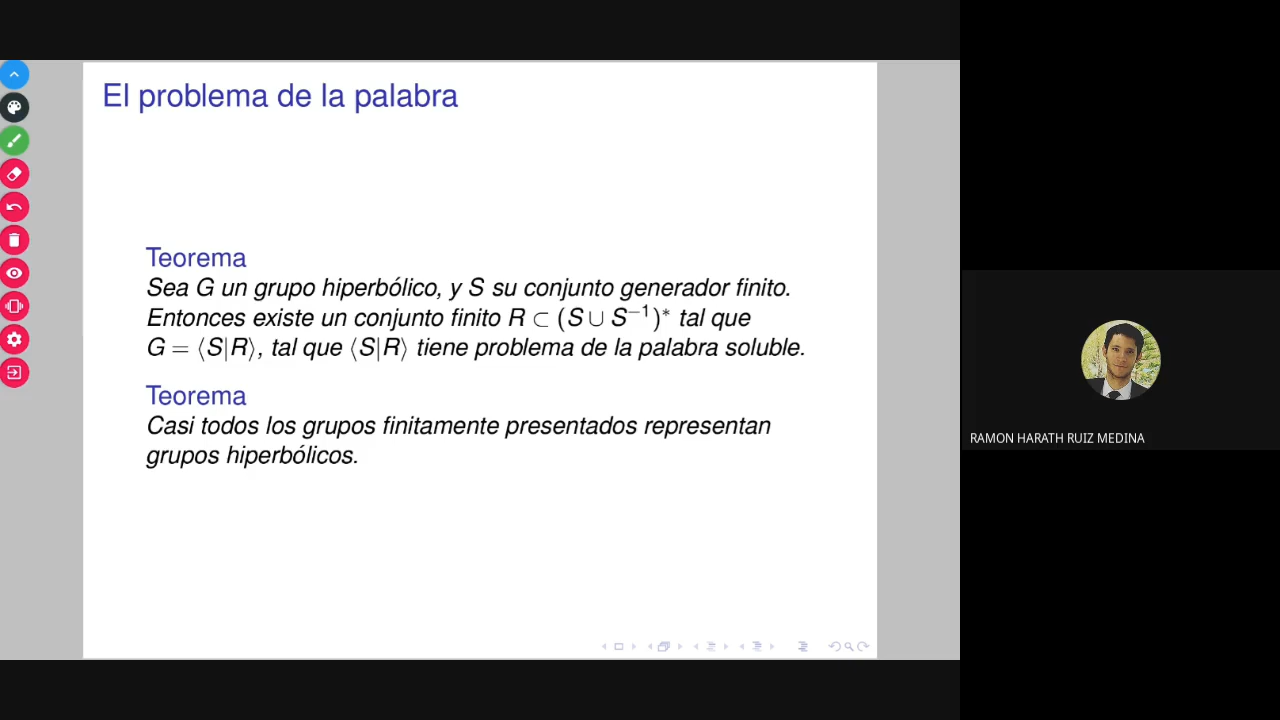 El problema de la palabra
Teorema
Sea G un grupo hiperbólico, y S su conjunto generador finito.
Entonces existe un conjunto finito R ⊂ (S ∪ S⁻¹)* tal que
G = ⟨S|R⟩, tal que ⟨S|R⟩ tiene problema de la palabra soluble.
Teorema
Casi todos los grupos finitamente presentados representan
grupos hiperbólicos.
RAMON HARATH RUIZ MEDINA